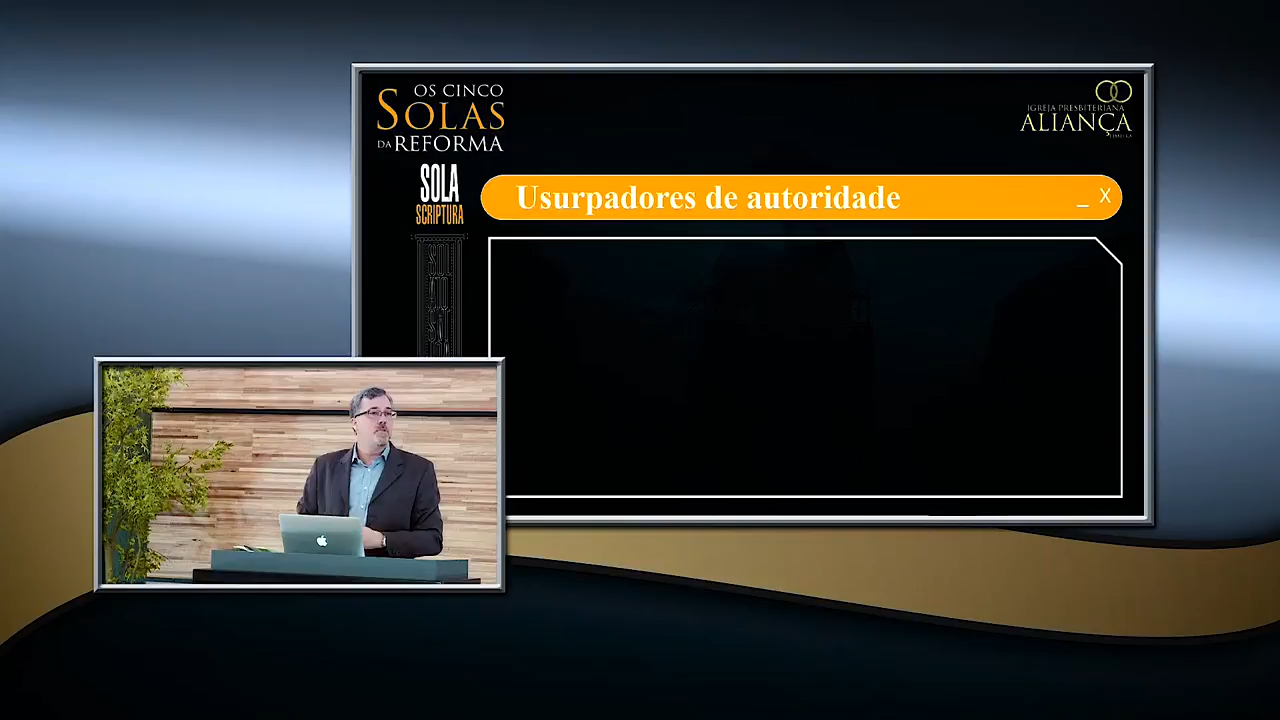 OS CINCO
SOLAS
DA REFORMA
IGREJA PRESBITERIANA
ALIANÇA
SOLA
SCRIPTURA
Usurpadores de autoridade
_ X